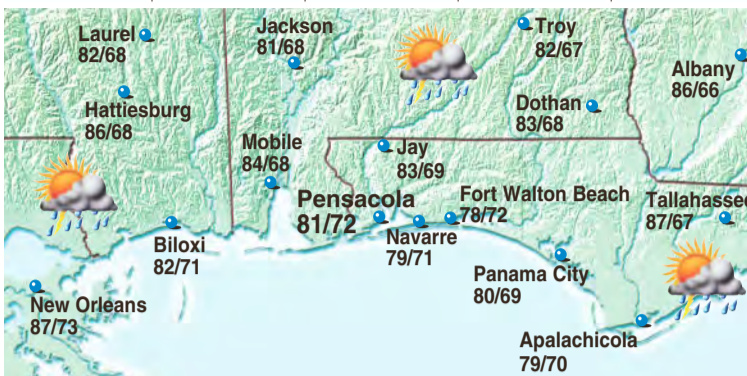 Laurel
82/68
Jackson
81/68
Troy
82/67
Albany
86/66
Hattiesburg
86/68
Dothan
83/68
Mobile
84/68
Jay
83/69
Pensacola
81/72
Fort Walton Beach
78/72
Tallahassee
87/67
Biloxi
82/71
Navarre
79/71
Panama City
80/69
New Orleans
87/73
Apalachicola
79/70